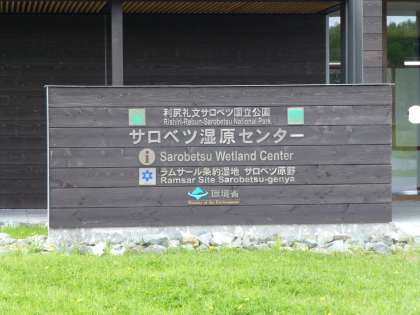 利尻礼文サロベツ国立公園
Rishiri-Rebun-Sarobetsu National Park
サロベツ湿原センター
Sarobetsu Wetland Center
ラムサール条約湿地 サロベツ原野
Ramsar Site Sarobetsu-genya
環境省
Ministry of the Environment